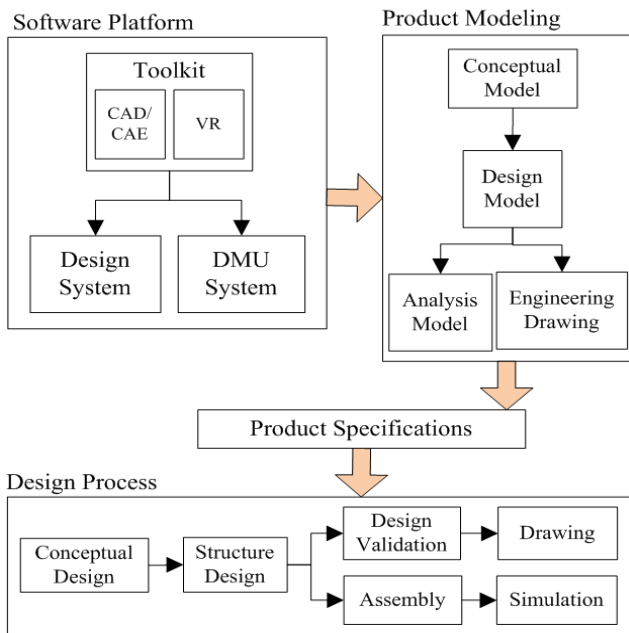 Software Platform
Toolkit
CAD/
CAE
VR
Design
System
DMU
System
Product Modeling
Conceptual
Model
Design
Model
Analysis
Model
Engineering
Drawing
Product Specifications
Design Process
Conceptual
Design
Structure
Design
Design
Validation
Drawing
Assembly
Simulation